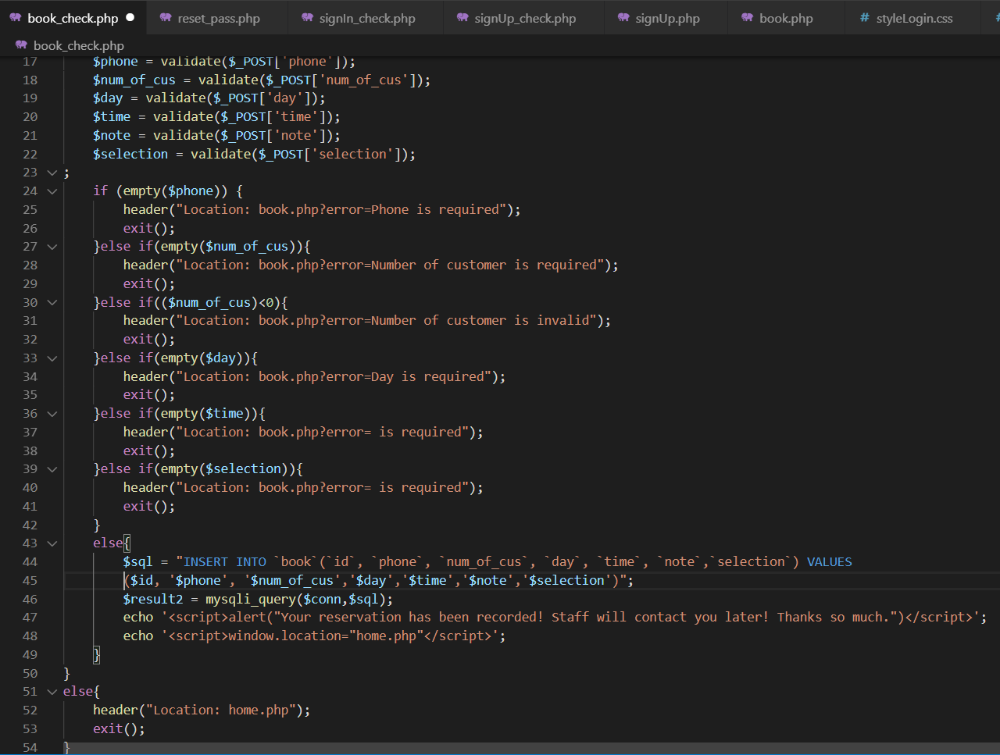 book_check.php reset_pass.php signIn_check.php signUp_check.php signUp.php book.php # styleLogin.css #
book_check.php
17 $phone = validate($_POST['phone']);
18 $num_of_cus = validate($_POST['num_of_cus']);
19 $day = validate($_POST['day']);
20 $time = validate($_POST['time']);
21 $note = validate($_POST['note']);
22 $selection = validate($_POST['selection']);
23 ;
24 if (empty($phone)) {
25 header("Location: book.php?error=Phone is required");
26 exit();
27 }else if(empty($num_of_cus)){
28 header("Location: book.php?error=Number of customer is required");
29 exit();
30 }else if(($num_of_cus)<0){
31 header("Location: book.php?error=Number of customer is invalid");
32 exit();
33 }else if(empty($day)){
34 header("Location: book.php?error=Day is required");
35 exit();
36 }else if(empty($time)){
37 header("Location: book.php?error= is required");
38 exit();
39 }else if(empty($selection)){
40 header("Location: book.php?error= is required");
41 exit();
42 }
43 else{
44 $sql = "INSERT INTO `book`(`id`, `phone`, `num_of_cus`, `day`, `time`, `note`,`selection`) VALUES
45 ($id, '$phone', '$num_of_cus','$day','$time','$note','$selection')";
46 $result2 = mysqli_query($conn,$sql);
47 echo '<script>alert("Your reservation has been recorded! Staff will contact you later! Thanks so much.")</script>';
48 echo '<script>window.location="home.php"</script>';
49 }
50 }
51 else{
52 header("Location: home.php");
53 exit();
54 }